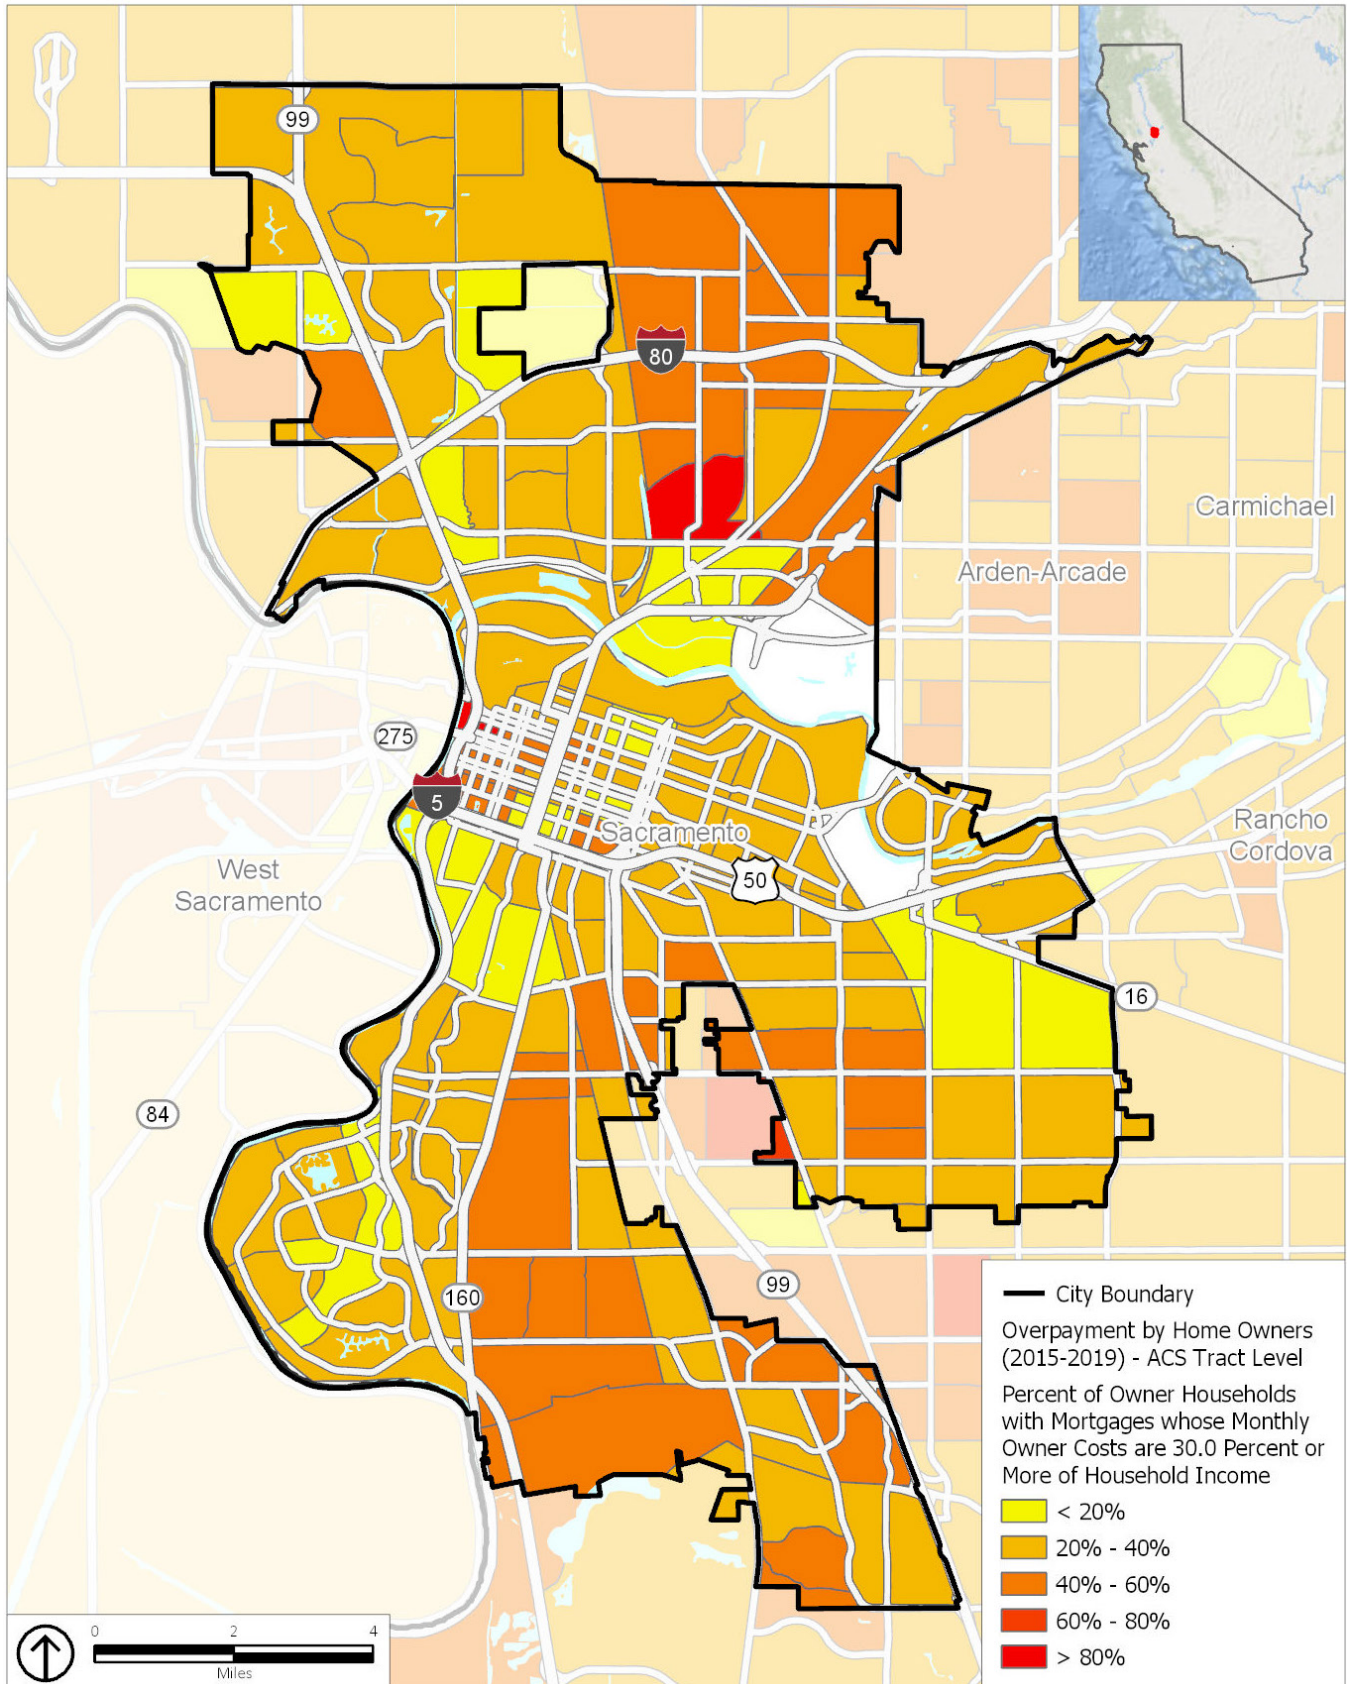 99
80
Carmichael
Arden-Arcade
275
5
Sacramento
Rancho
Cordova
West
Sacramento
50
16
84
99
160
City Boundary
Overpayment by Home Owners
(2015-2019) - ACS Tract Level
Percent of Owner Households
with Mortgages whose Monthly
Owner Costs are 30.0 Percent or
More of Household Income
< 20%
20% - 40%
40% - 60%
60% - 80%
> 80%
0 2 4
Miles